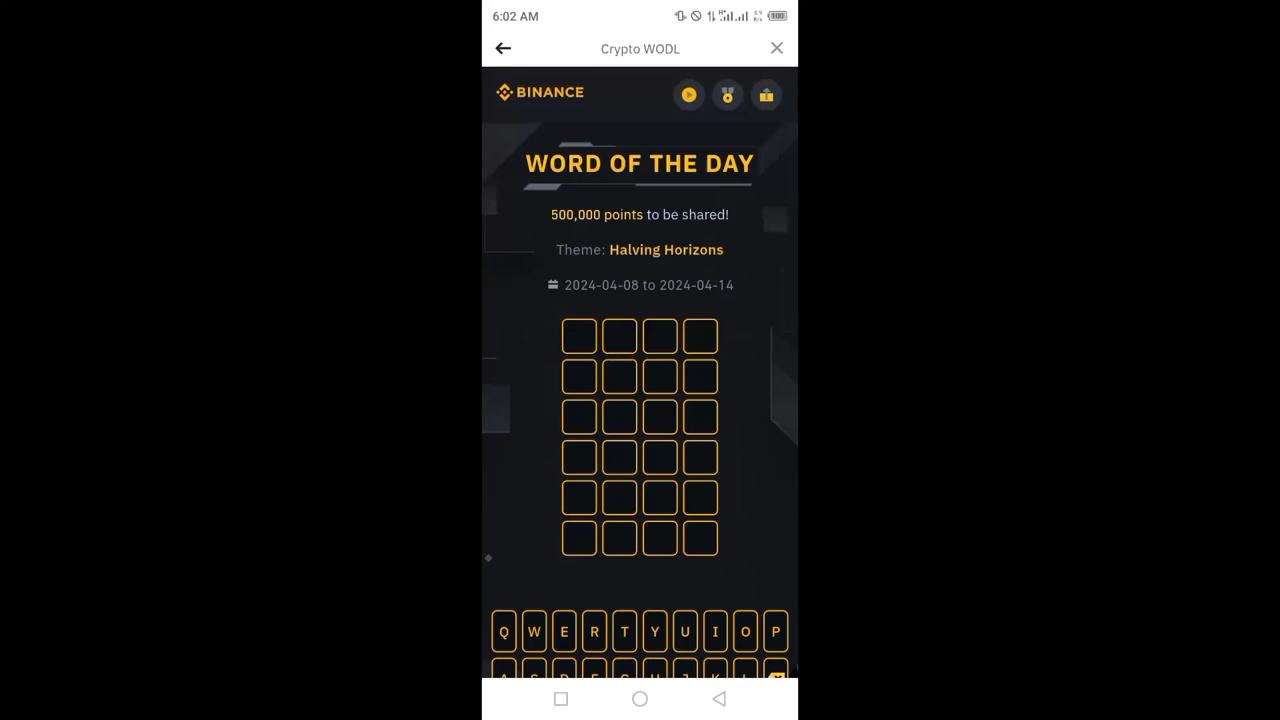 6:02 AM
100
Crypto WODL
BINANCE
WORD OF THE DAY
500,000 points to be shared!
Theme: Halving Horizons
2024-04-08 to 2024-04-14
Q W E R T Y U I O P